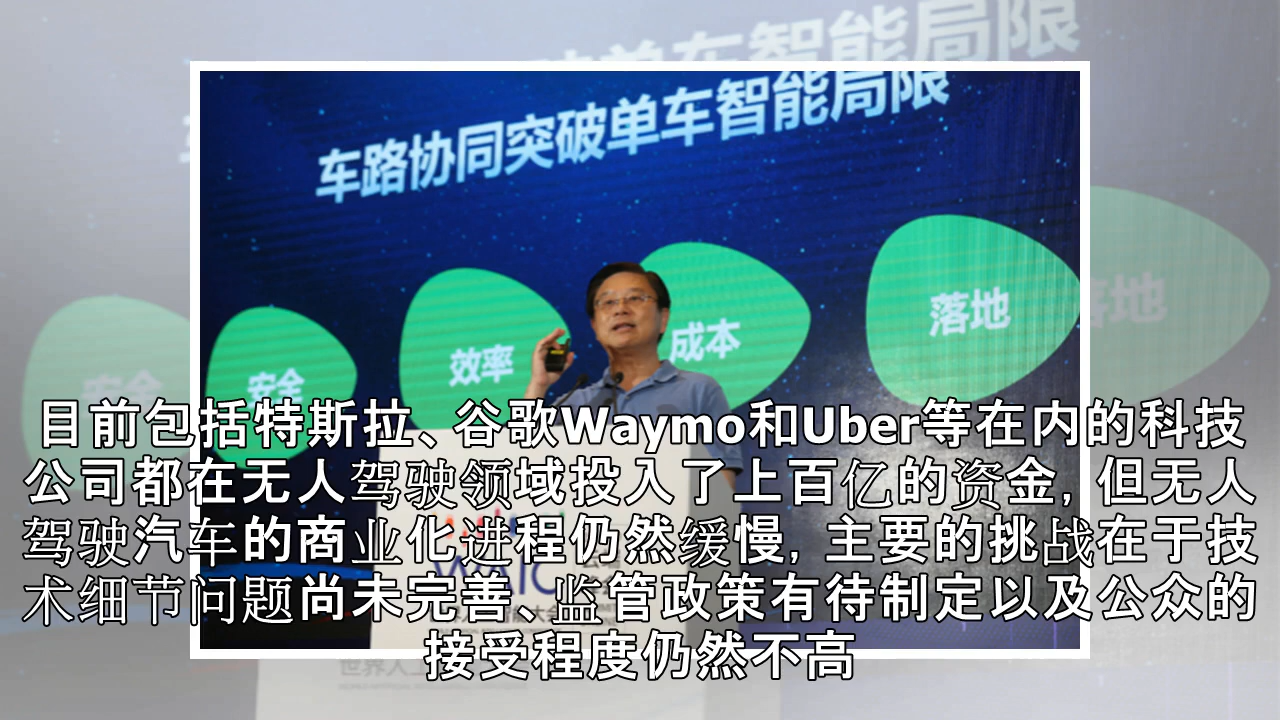 车路协同突破单车智能局限
安全
效率
成本
落地
目前包括特斯拉、谷歌Waymo和Uber等在内的科技
公司都在无人驾驶领域投入了上百亿的资金，但无人
驾驶汽车的商业化进程仍然缓慢，主要的挑战在于技
术细节问题尚未完善、监管政策有待制定以及公众的
接受程度仍然不高